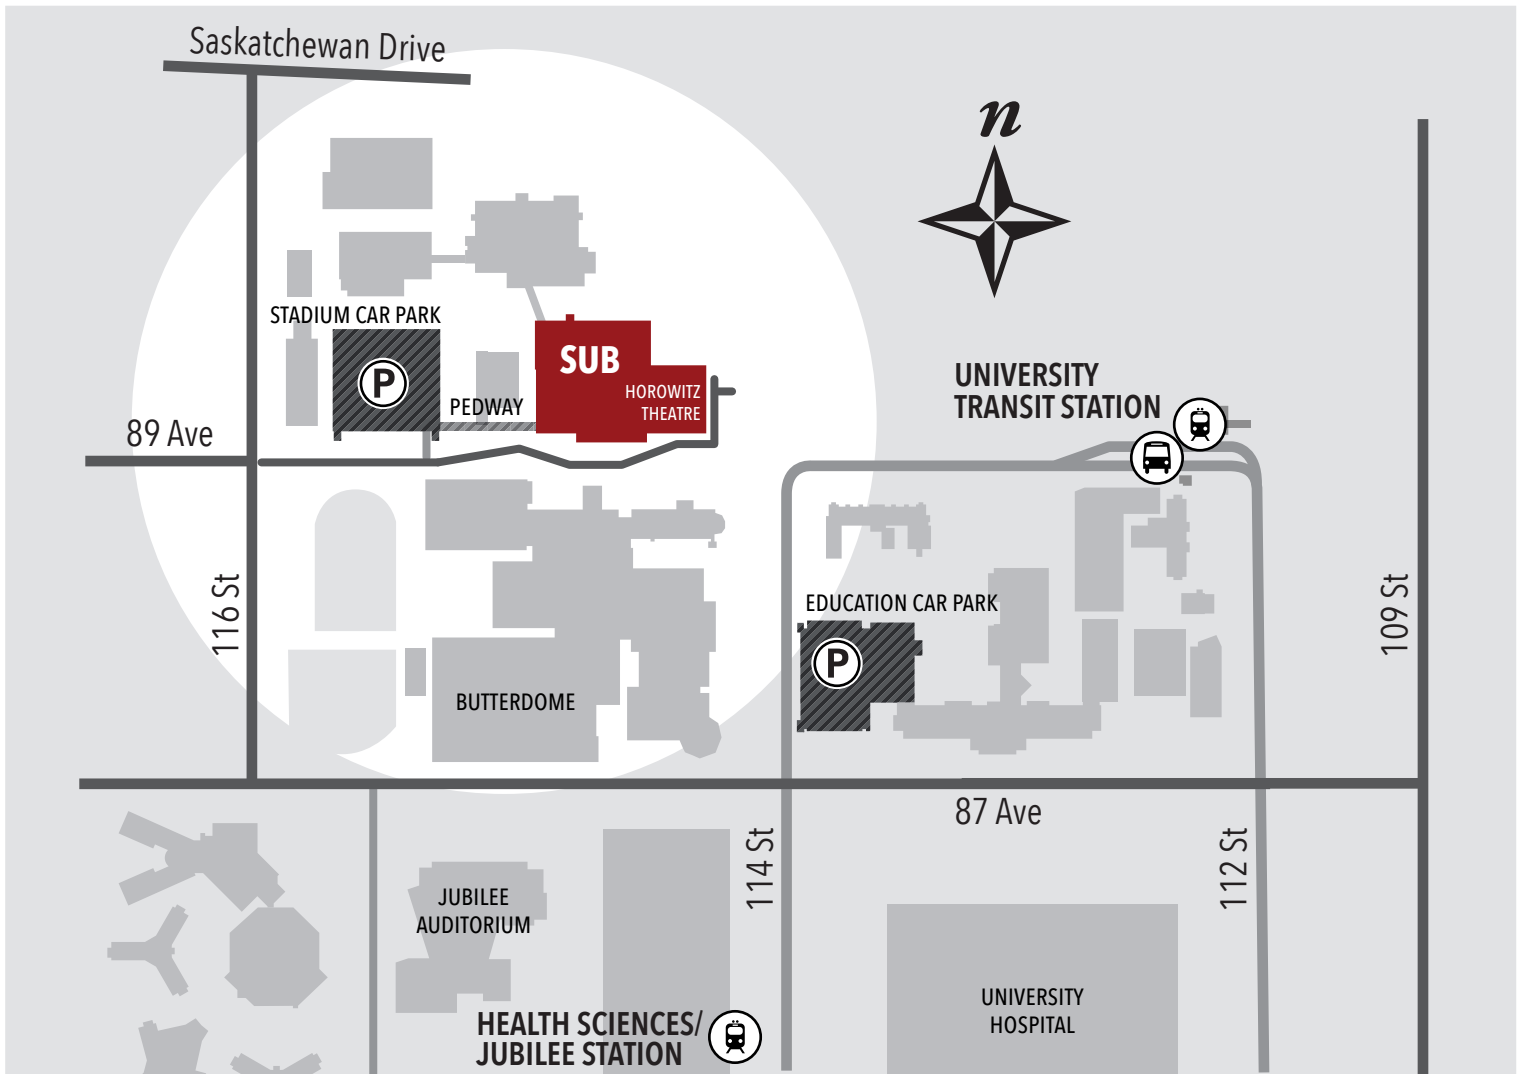 Saskatchewan Drive
n
STADIUM CAR PARK
P
SUB
HOROWITZ
THEATRE
PEDWAY
UNIVERSITY
TRANSIT STATION
89 Ave
116 St
109 St
EDUCATION CAR PARK
P
BUTTERDOME
87 Ave
114 St
112 St
JUBILEE
AUDITORIUM
UNIVERSITY
HOSPITAL
HEALTH SCIENCES/
JUBILEE STATION